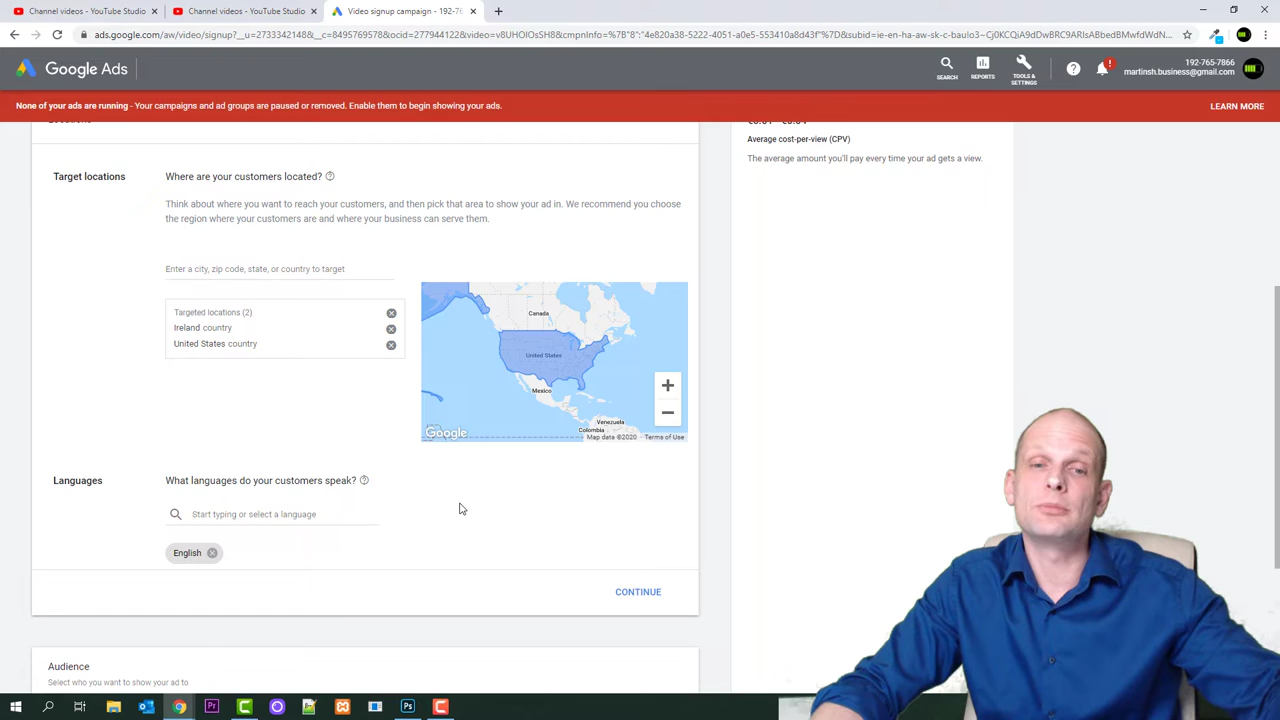 Channel videos - YouTube Studio
Channel videos - YouTube Studio
Video signup campaign - 192-76
Google Ads
SEARCH
REPORTS
TOOLS &
SETTINGS
192-765-7866
martinsh.business@gmail.com
None of your ads are running - Your campaigns and ad groups are paused or removed. Enable them to begin showing your ads.
LEARN MORE
Average cost-per-view (CPV)
The average amount you'll pay every time your ad gets a view.
Target locations
Where are your customers located?
Think about where you want to reach your customers, and then pick that area to show your ad in. We recommend you choose
the region where your customers are and where your business can serve them.
Enter a city, zip code, state, or country to target
Targeted locations (2)
Ireland country
United States country
Canada
United States
Mexico
Venezuela
Colombia
Google
Map data ©2020
Terms of Use
Languages
What languages do your customers speak?
Start typing or select a language
English
CONTINUE
Audience
Select who you want to show your ad to